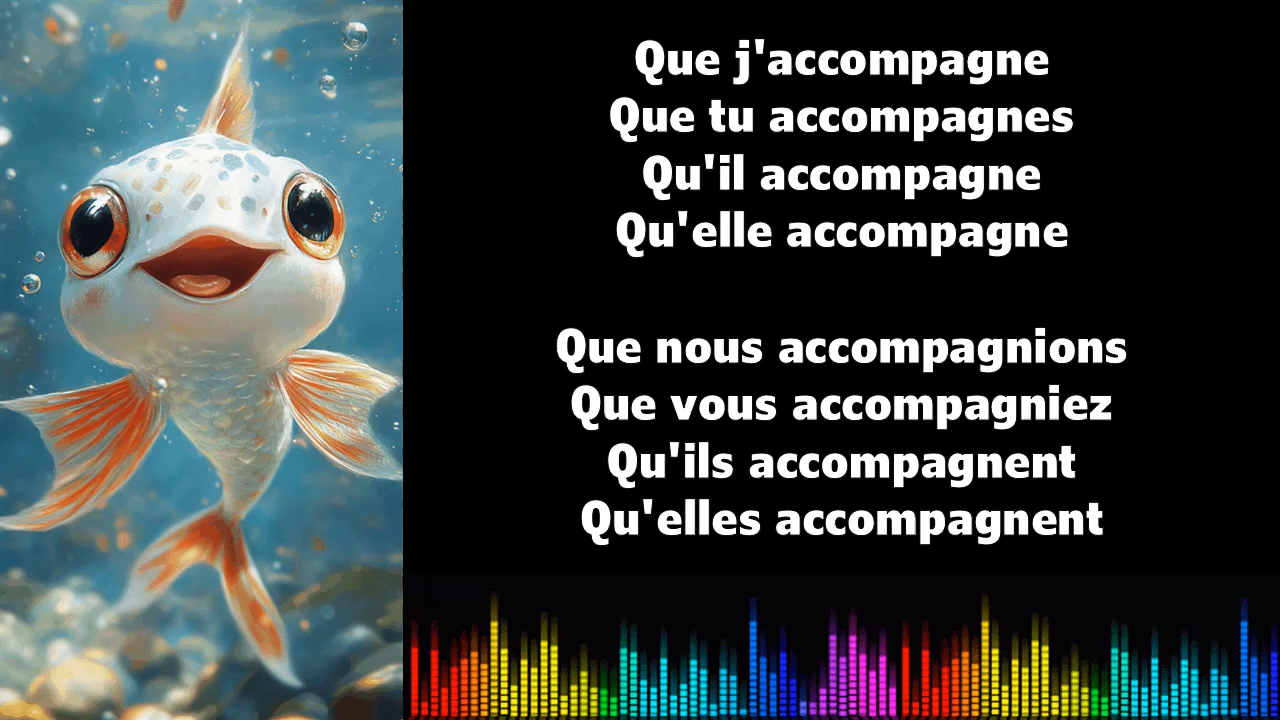 Que j'accompagne
Que tu accompagnes
Qu'il accompagne
Qu'elle accompagne
Que nous accompagnions
Que vous accompagniez
Qu'ils accompagnent
Qu'elles accompagnent